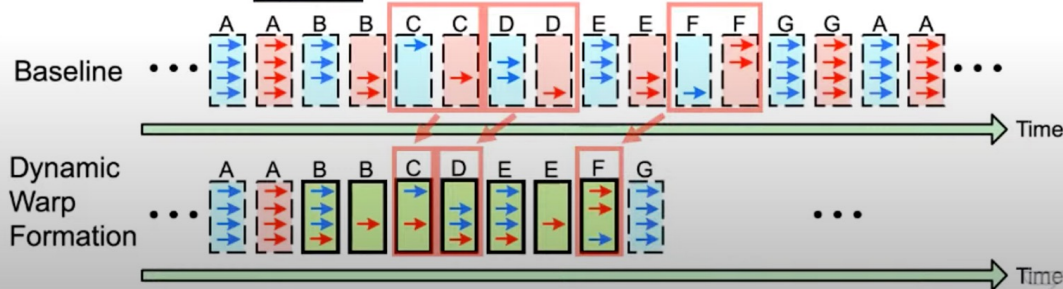 A A B B C C D D E E F F G G A A
Baseline
Time
Dynamic
Warp
Formation
A A B B C D E E F G
Time